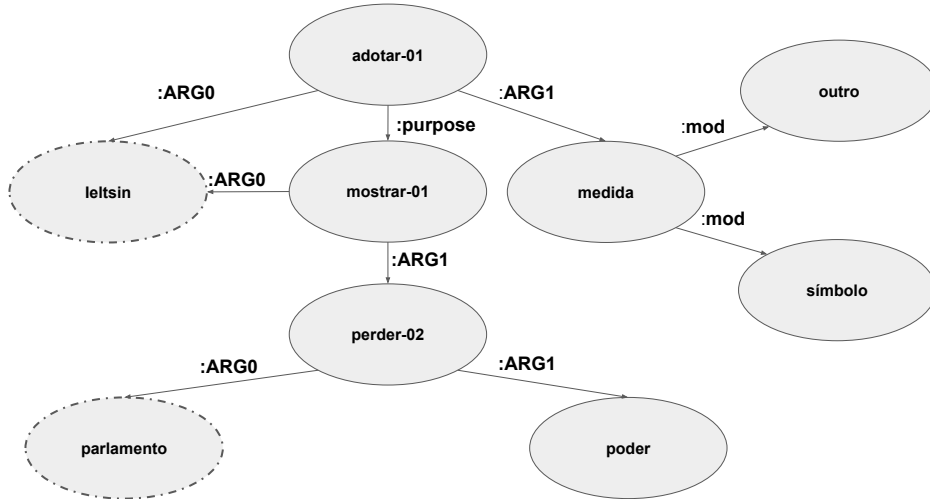 adotar-01
:ARG0
:ARG1
outro
:purpose
:mod
Ieltsin
:ARG0
mostrar-01
medida
:mod
:ARG1
símbolo
perder-02
:ARG0
:ARG1
parlamento
poder